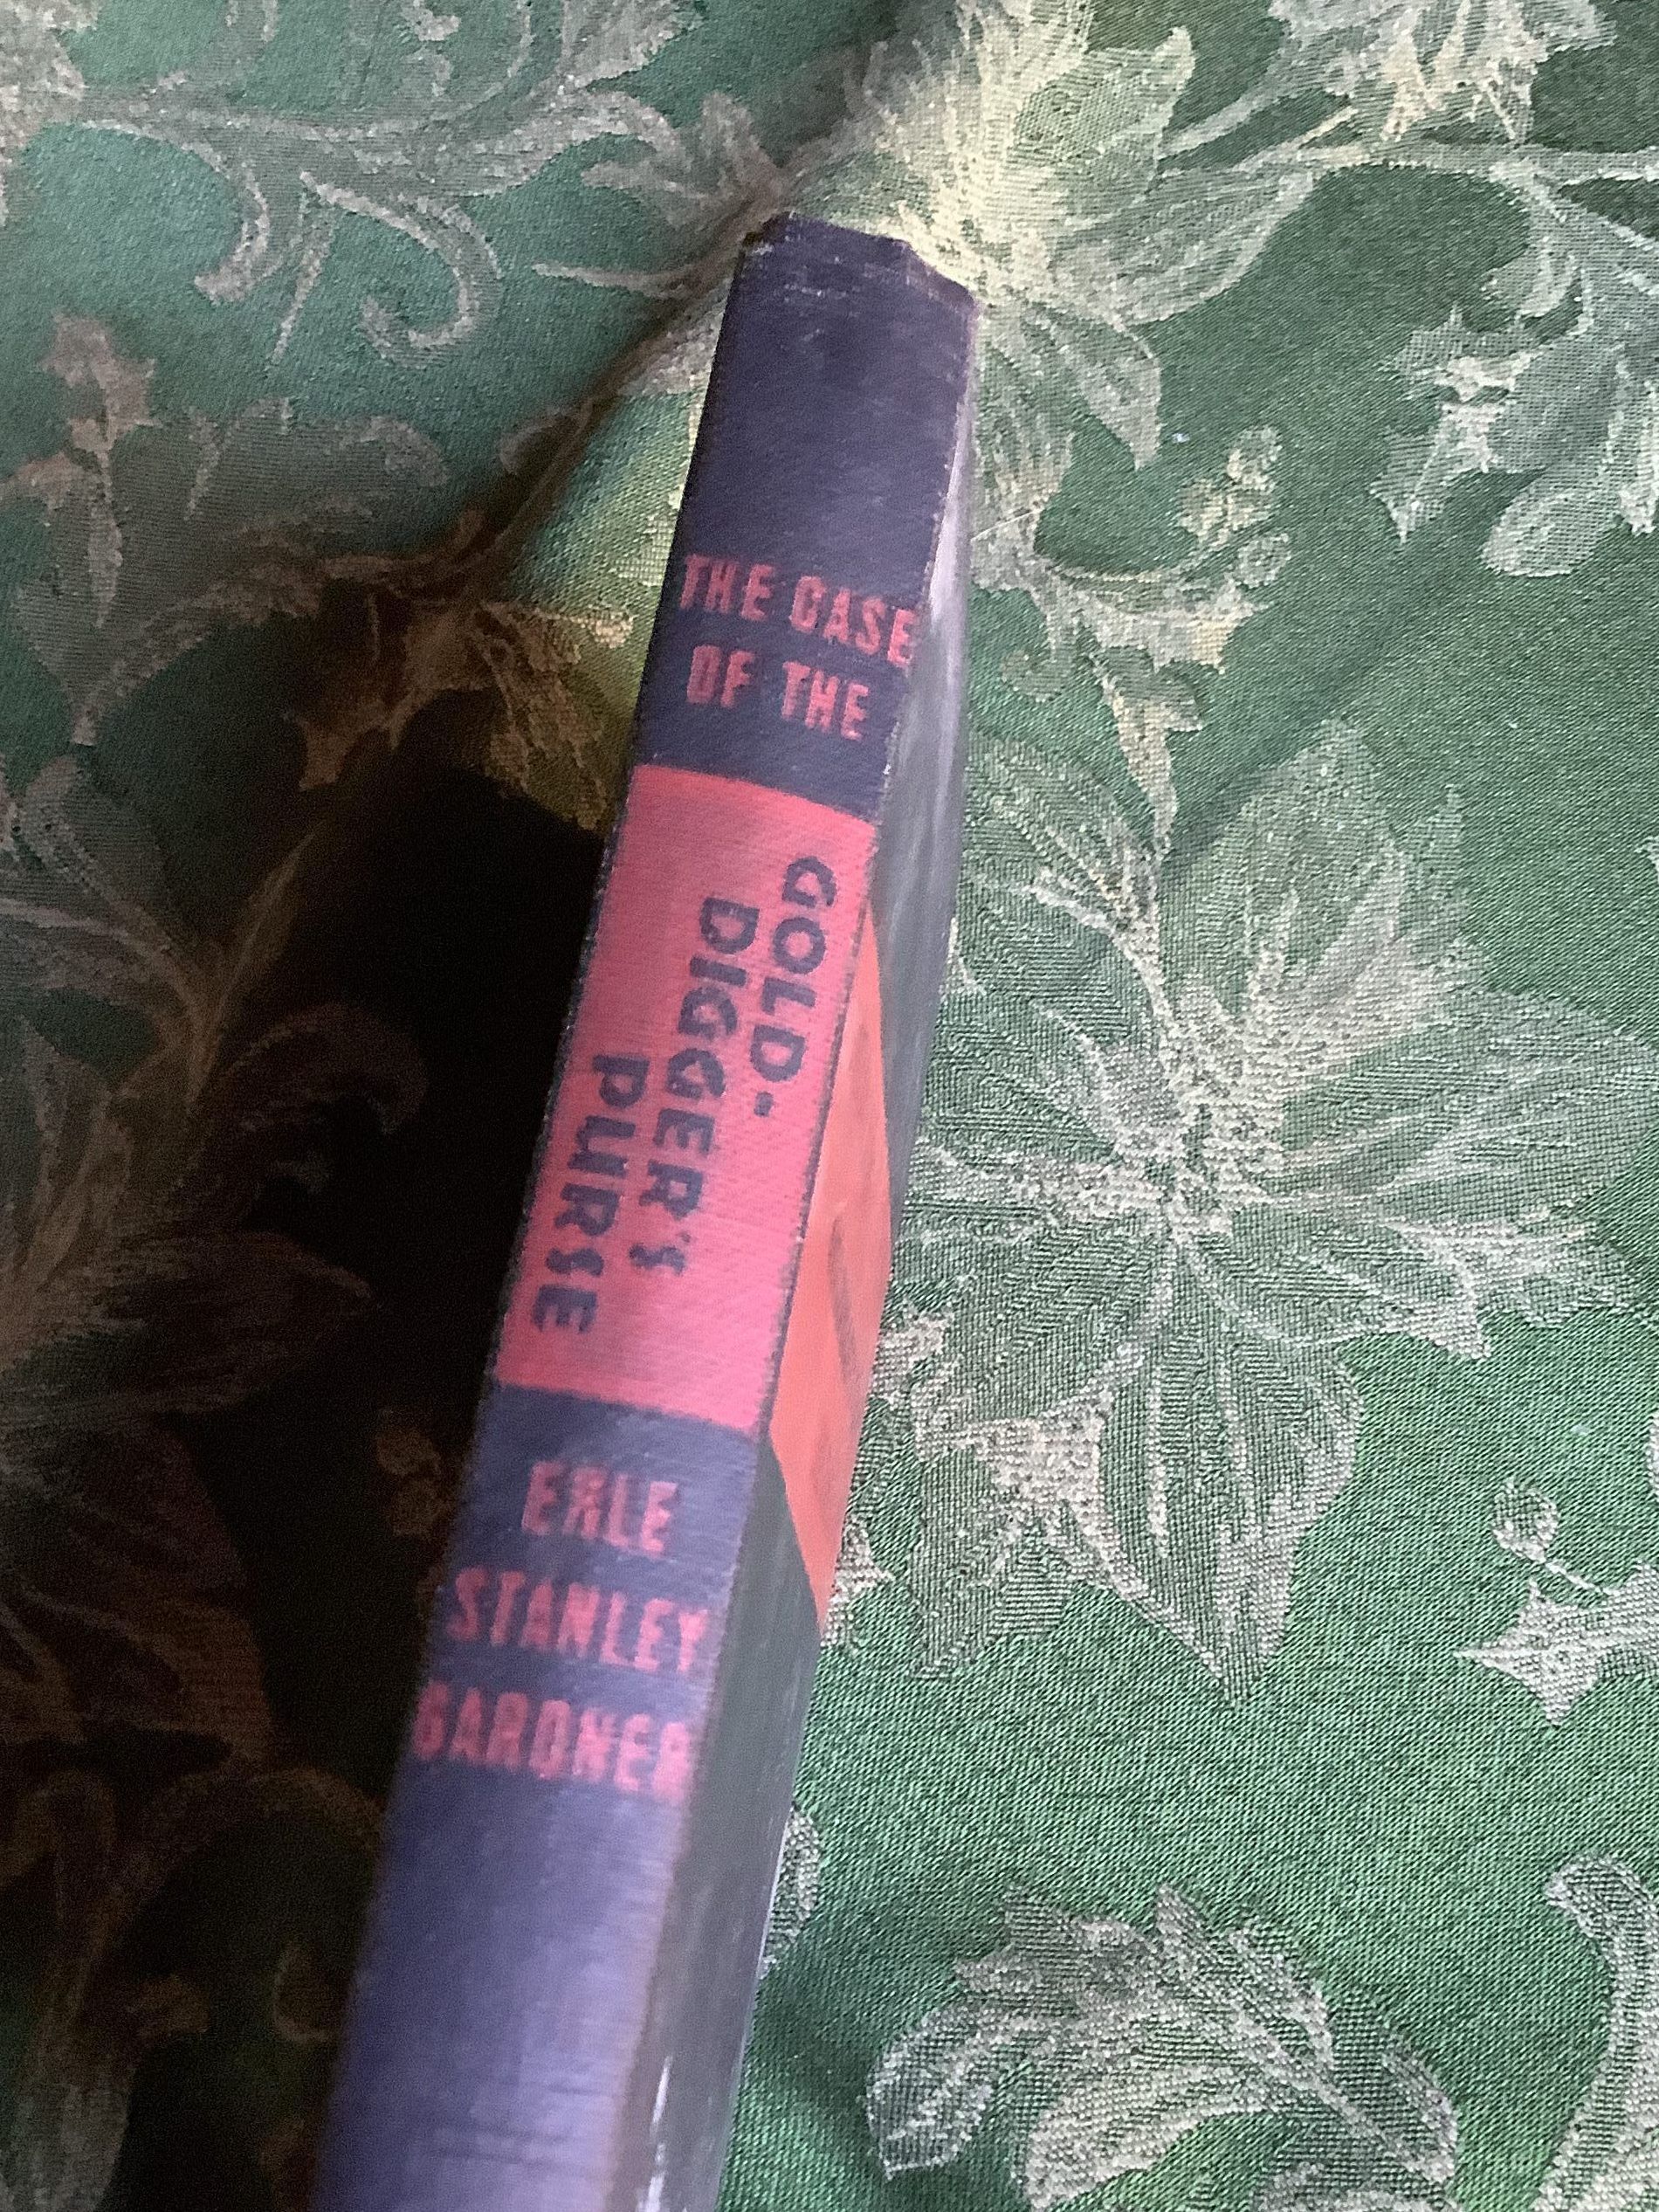 THE CASE
OF THE
GOLD-
DIGGER'S
PURSE
ERLE
STANLEY
GARDNER